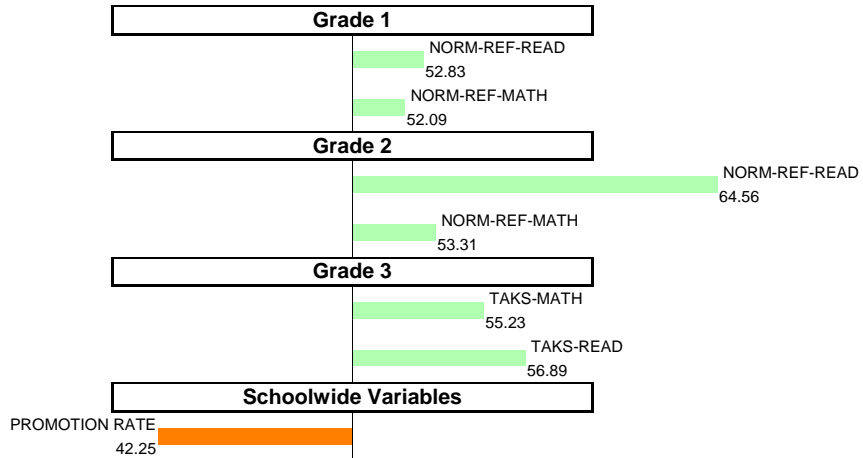 Grade 1
NORM-REF-READ
52.83
NORM-REF-MATH
52.09
Grade 2
NORM-REF-READ
64.56
NORM-REF-MATH
53.31
Grade 3
TAKS-MATH
55.23
TAKS-READ
56.89
Schoolwide Variables
PROMOTION RATE
42.25